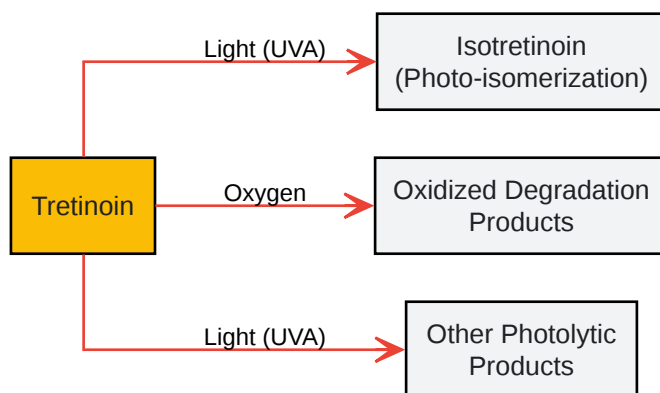 Light (UVA)
Isotretinoin
(Photo-isomerization)
Tretinoin
Oxygen
Oxidized Degradation
Products
Light (UVA)
Other Photolytic
Products